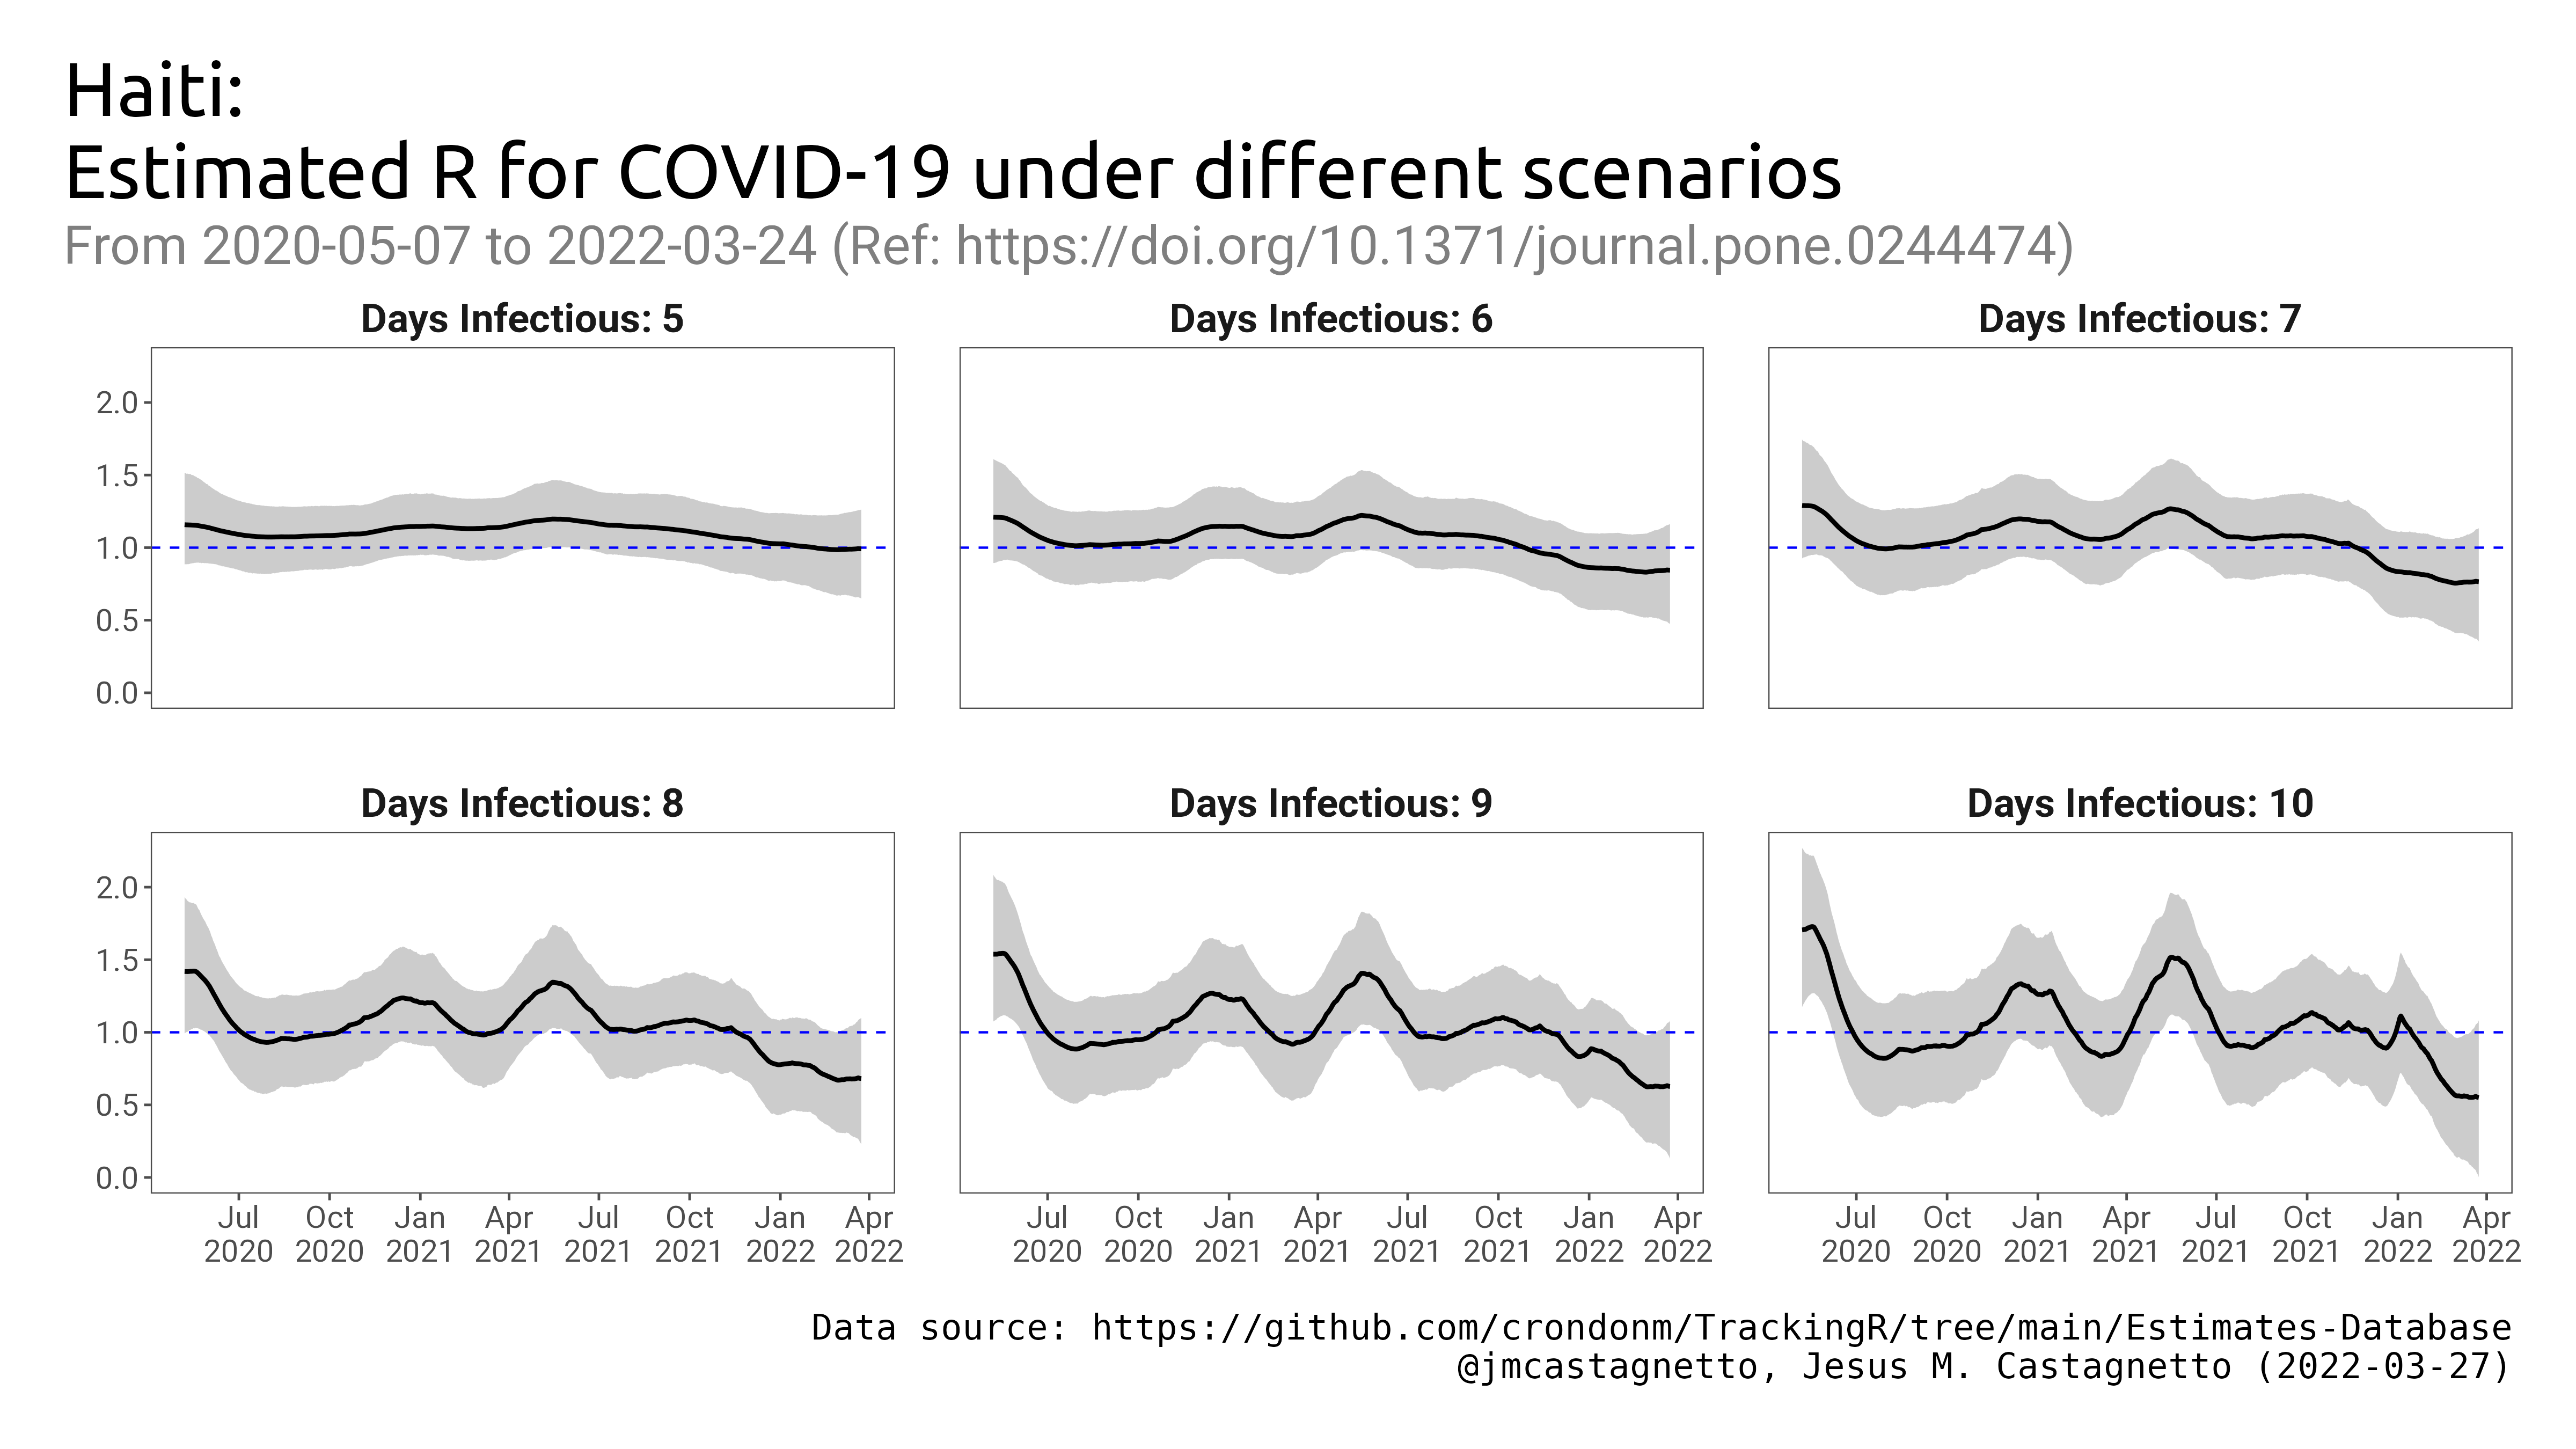 Haiti:
Estimated R for COVID-19 under different scenarios
From 2020-05-07 to 2022-03-24 (Ref: https://doi.org/10.1371/journal.pone.0244474)
Days Infectious: 5
Days Infectious: 6
Days Infectious: 7
2.0
1.5
1.0
0.5
0.0
Days Infectious: 8
Days Infectious: 9
Days Infectious: 10
2.0
1.5
1.0
0.5
0.0
Jul Oct Jan Apr Jul Oct Jan Apr
2020 2020 2021 2021 2021 2021 2022 2022
Jul Oct Jan Apr Jul Oct Jan Apr
2020 2020 2021 2021 2021 2021 2022 2022
Jul Oct Jan Apr Jul Oct Jan Apr
2020 2020 2021 2021 2021 2021 2022 2022
Data source: https://github.com/crondonm/TrackingR/tree/main/Estimates-Database
@jmcastagnetto, Jesus M. Castagnetto (2022-03-27)